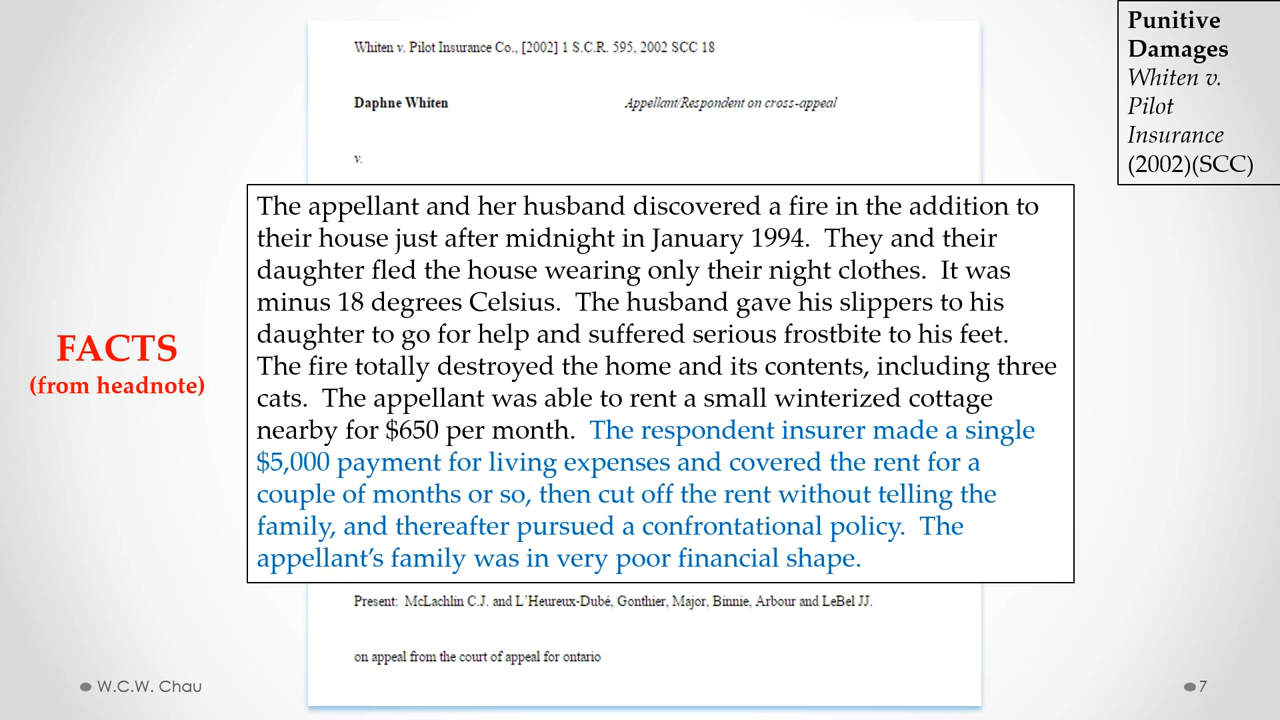 Whiten v. Pilot Insurance Co., [2002] 1 S.C.R. 595, 2002 SCC 18
Daphne Whiten Appellant/Respondent on cross-appeal
v.
Punitive
Damages
Whiten v.
Pilot
Insurance
(2002)(SCC)
FACTS
(from headnote)
The appellant and her husband discovered a fire in the addition to
their house just after midnight in January 1994. They and their
daughter fled the house wearing only their night clothes. It was
minus 18 degrees Celsius. The husband gave his slippers to his
daughter to go for help and suffered serious frostbite to his feet.
The fire totally destroyed the home and its contents, including three
cats. The appellant was able to rent a small winterized cottage
nearby for $650 per month. The respondent insurer made a single
$5,000 payment for living expenses and covered the rent for a
couple of months or so, then cut off the rent without telling the
family, and thereafter pursued a confrontational policy. The
appellant's family was in very poor financial shape.
Present: McLachlin C.J. and L'Heureux-Dubé, Gonthier, Major, Binnie, Arbour and LeBel JJ.
on appeal from the court of appeal for ontario
W.C.W. Chau
7